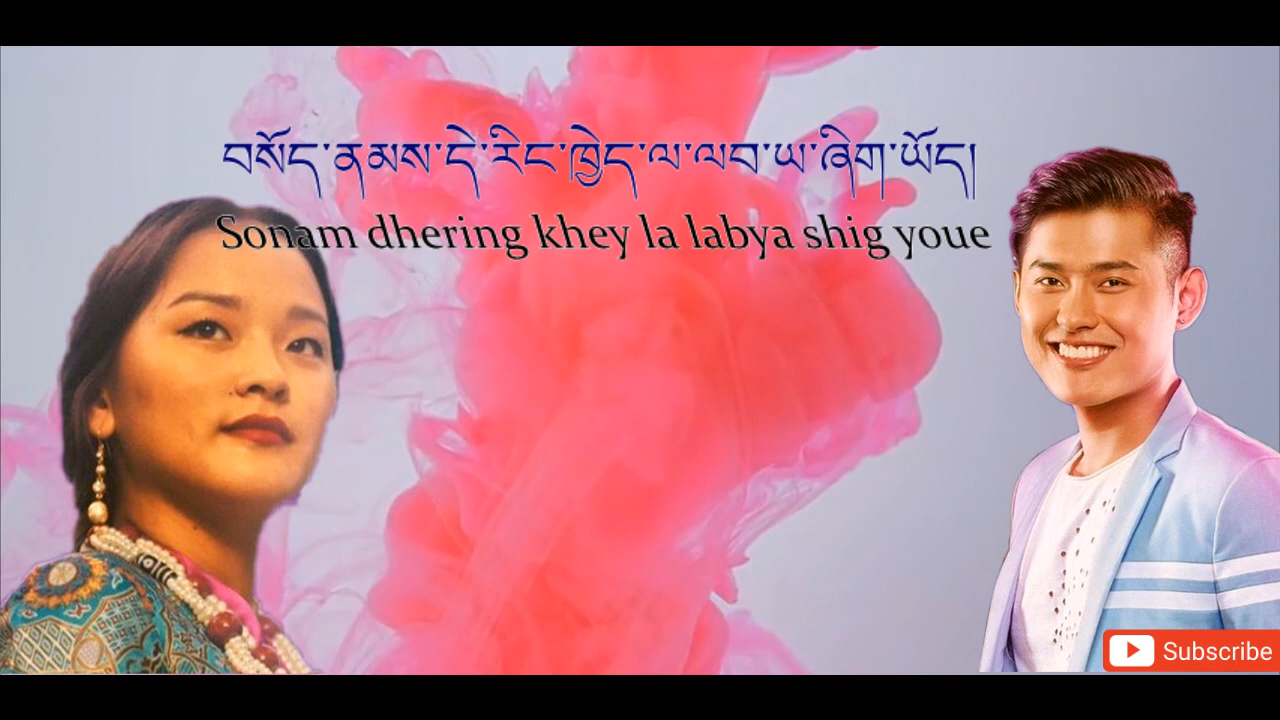 བསོད་ནམས་དེ་རིང་ཁྱེད་ལ་ལབ་ཡ་ཞིག་ཡོད།
Sonam dhering khey la labya shig youe
Subscribe